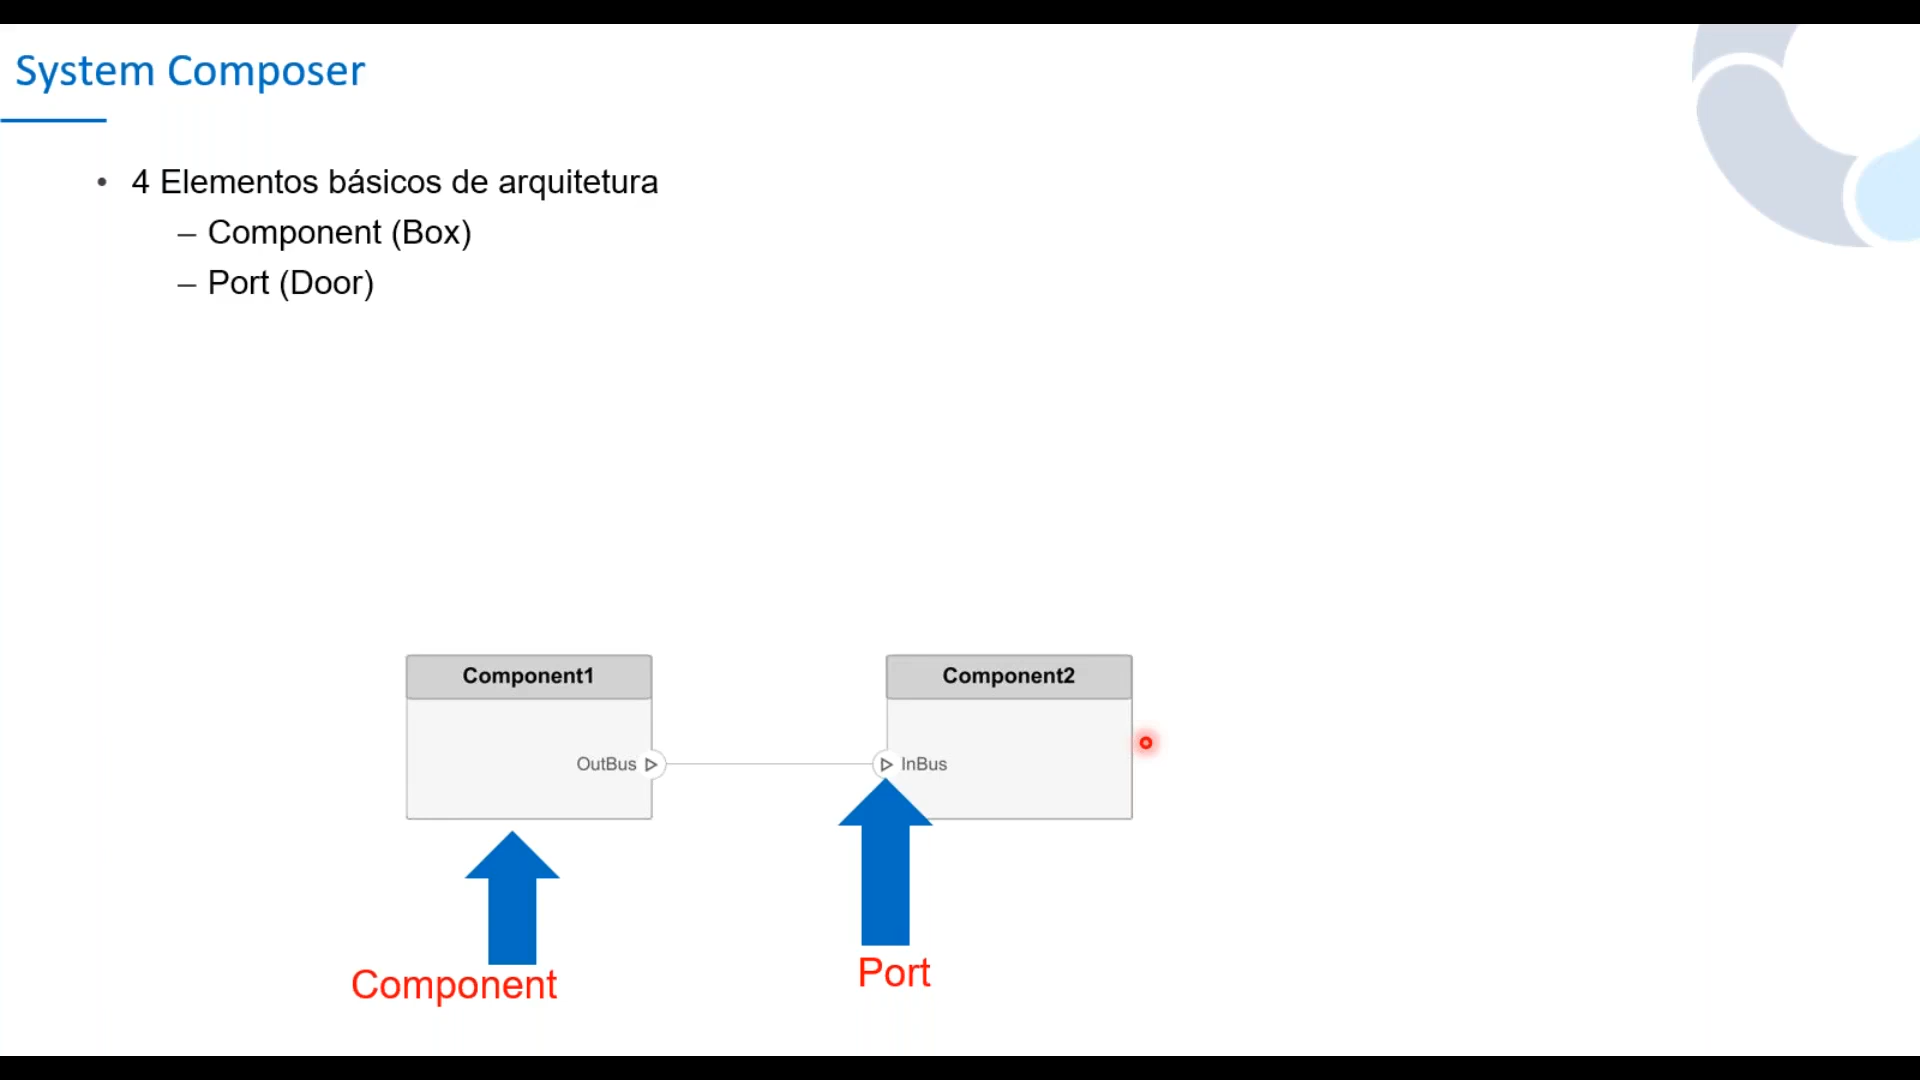 System Composer
• 4 Elementos básicos de arquitetura
– Component (Box)
– Port (Door)
Component1
Component2
OutBus
InBus
Component
Port